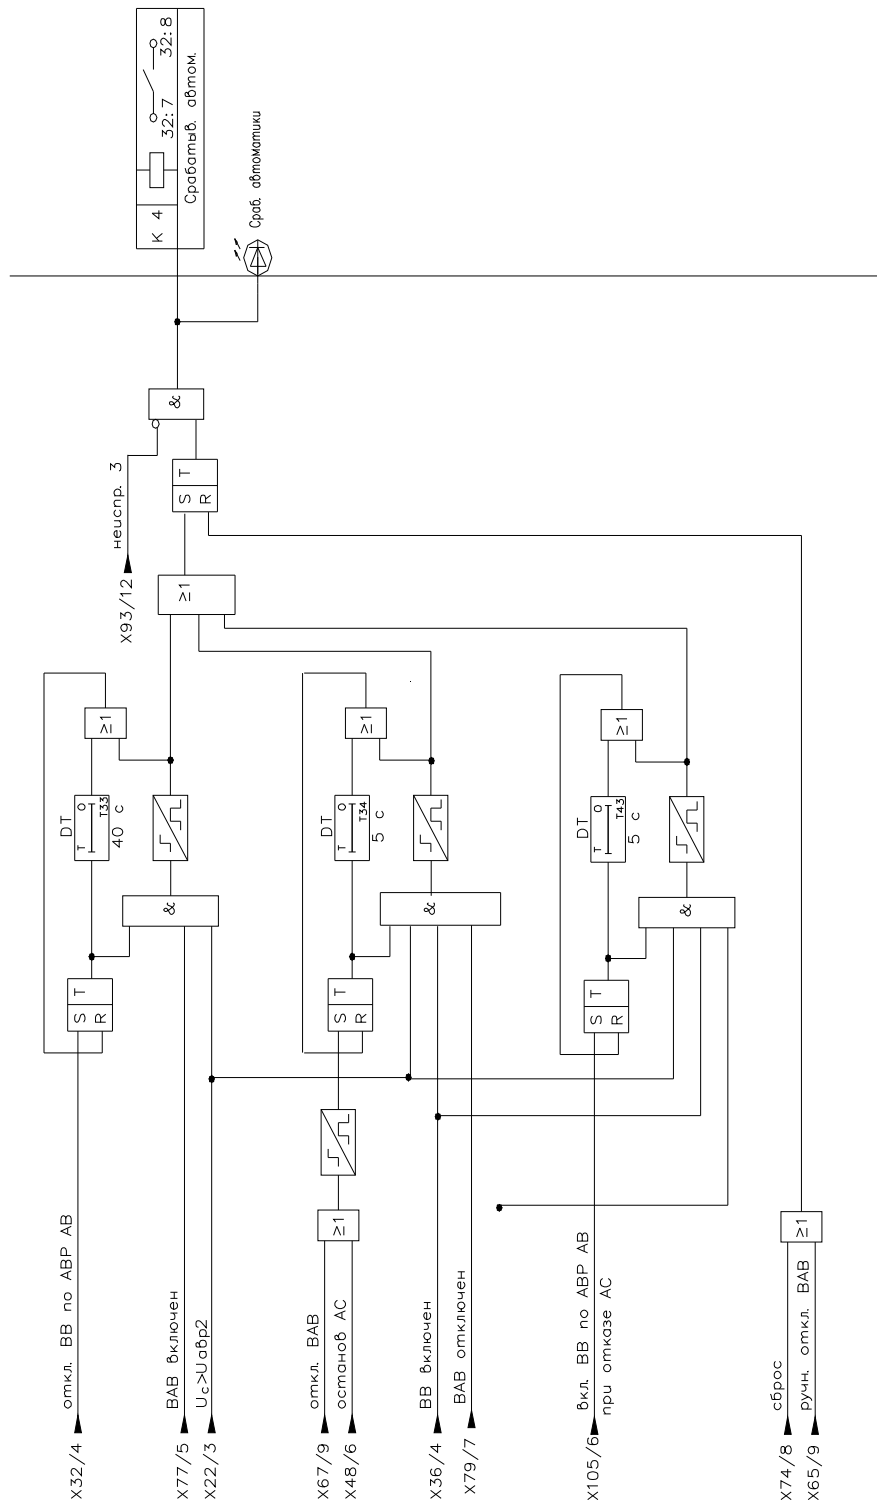 X32/4
откл. ВВ по АВР АВ
X77/5
ВАВ включен
X22/3
Uc>U авр2
X67/9
откл. ВАВ
X48/6
останов АС
X36/4
ВВ включен
X79/7
ВАВ отключен
X105/6
вкл. ВВ по АВР АВ
при отказе АС
X74/8
сброс
X65/9
ручн. откл. ВАВ
≥1
≥1
S T
R
S T
R
S T
R
&
&
&
DT
T O
T33
40 с
DT
T O
T34
5 с
DT
T O
T43
5 с
≥1
≥1
≥1
X93/12
неиспр. 3
≥1
S T
R
&
К 4
32:7
32:8
Срабатыв. автом.
Сраб. автоматики